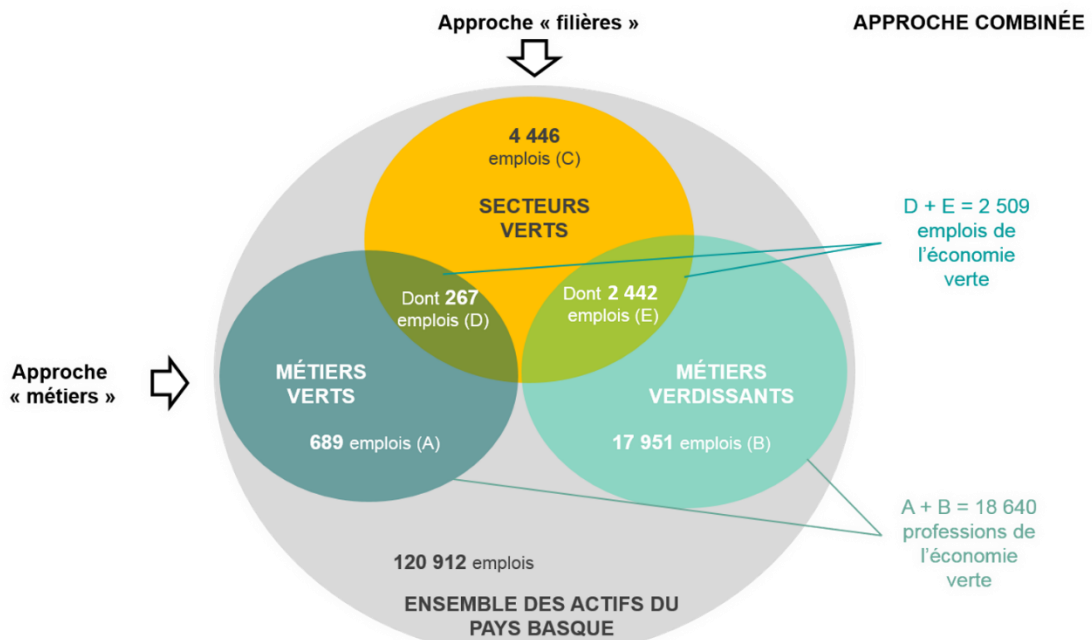 Approche « filières »
APPROCHE COMBINÉE
4 446
emplois (C)
SECTEURS
VERTS
D + E = 2 509
emplois de
l'économie
verte
Dont 267
emplois (D)
Dont 2 442
emplois (E)
Approche
« métiers »
MÉTIERS
VERTS
MÉTIERS
VERDISSANTS
689 emplois (A)
17 951 emplois (B)
A + B = 18 640
professions de
l'économie
verte
120 912 emplois
ENSEMBLE DES ACTIFS DU
PAYS BASQUE